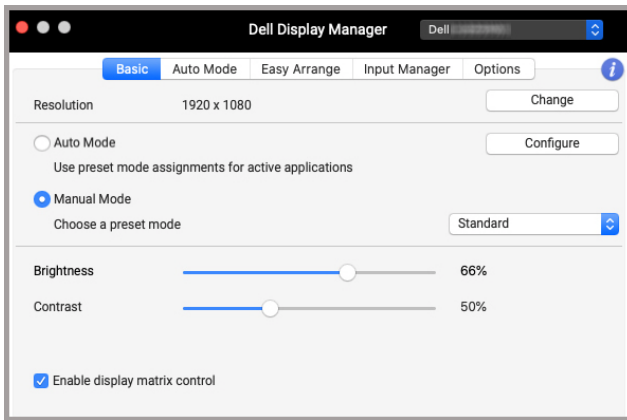 Dell Display Manager Dell
Basic Auto Mode Easy Arrange Input Manager Options i
Resolution 1920 x 1080 Change
Auto Mode Configure
Use preset mode assignments for active applications
Manual Mode
Choose a preset mode Standard
Brightness 66%
Contrast 50%
Enable display matrix control